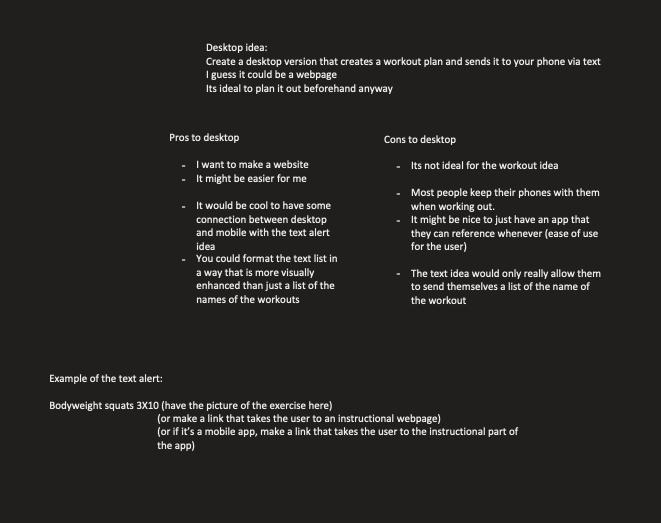 Desktop idea:
Create a desktop version that creates a workout plan and sends it to your phone via text
I guess it could be a webpage
Its ideal to plan it out beforehand anyway
Pros to desktop
- I want to make a website
- It might be easier for me
- It would be cool to have some
connection between desktop
and mobile with the text alert
idea
- You could format the text list in
a way that is more visually
enhanced than just a list of the
names of the workouts
Cons to desktop
- Its not ideal for the workout idea
- Most people keep their phones with them
when working out.
- It might be nice to just have an app that
they can reference whenever (ease of use
for the user)
- The text idea would only really allow them
to send themselves a list of the name of
the workout
Example of the text alert:
Bodyweight squats 3X10 (have the picture of the exercise here)
(or make a link that takes the user to an instructional webpage)
(or if it's a mobile app, make a link that takes the user to the instructional part of
the app)